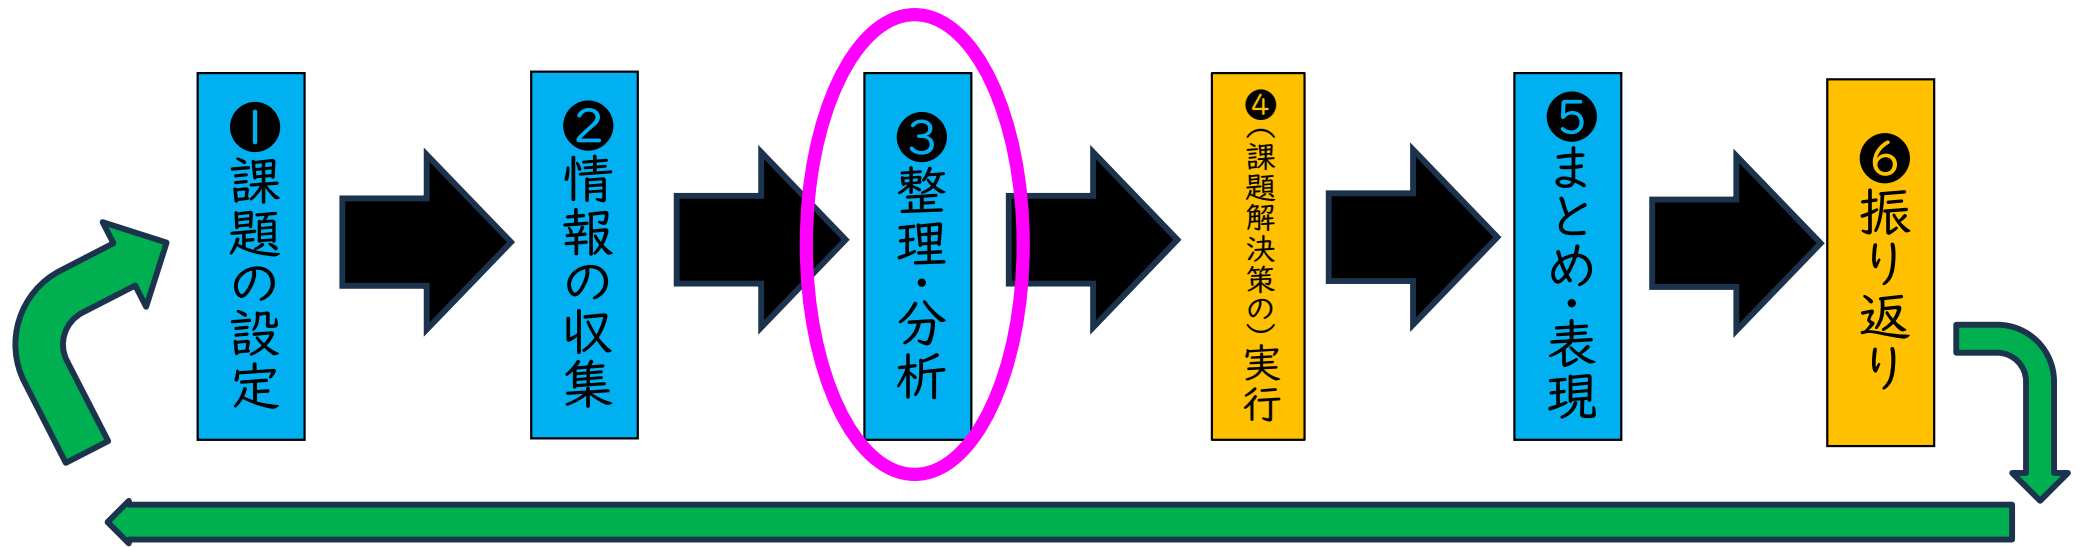 ❶課題の設定
❷情報の収集
❸整理・分析
❹(課題解決策の)実行
❺まとめ・表現
❻振り返り